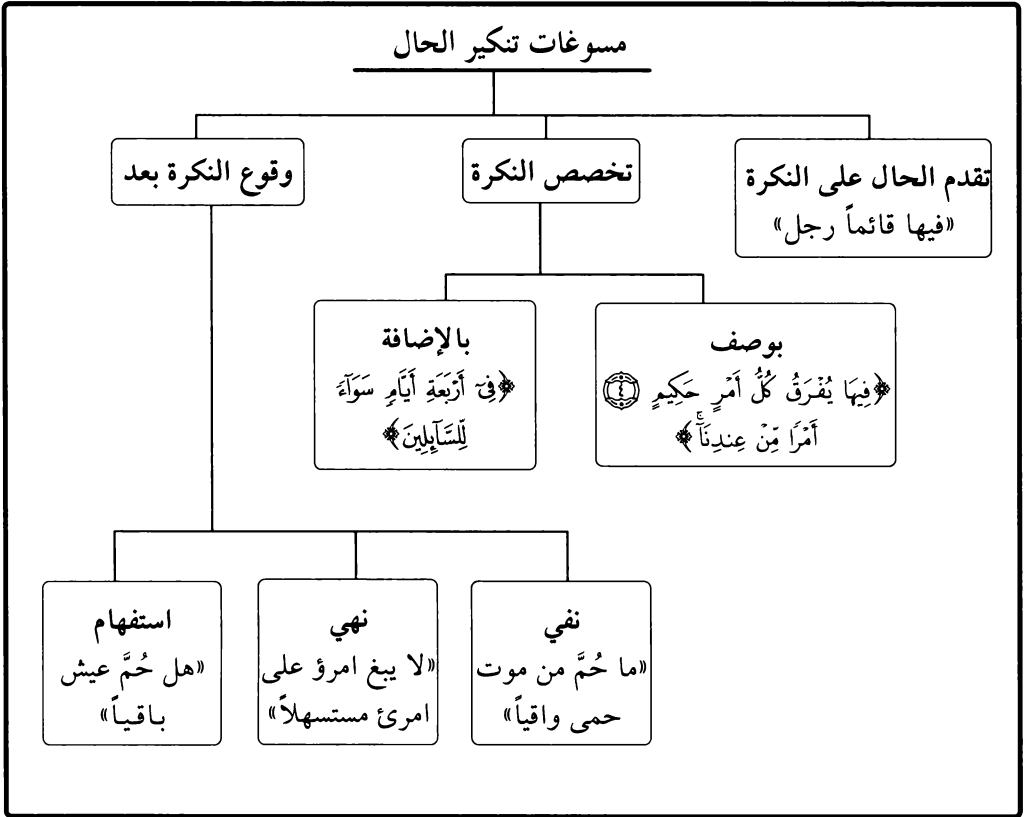 مسوغات تنكير الحال
تقدم الحال على النكرة
«فيها قائماً رجل»
تخصص النكرة
وقوع النكرة بعد
بوصف
﴿فِيهَا يُفْرَقُ كُلُّ أَمْرٍ حَكِيمٍ ٤
أَمْرًا مِّنْ عِندِنَآ﴾
بالإضافة
﴿فِىٓ أَرْبَعَةِ أَيَّامٍ سَوَآءً
لِّلسَّآئِلِينَ﴾
نفي
«ما حُمَّ من موت
حمى واقياً»
نهي
«لا يبغ امرؤ على
امرئ مستسهلاً»
استفهام
«هل حُمَّ عيش
باقياً»